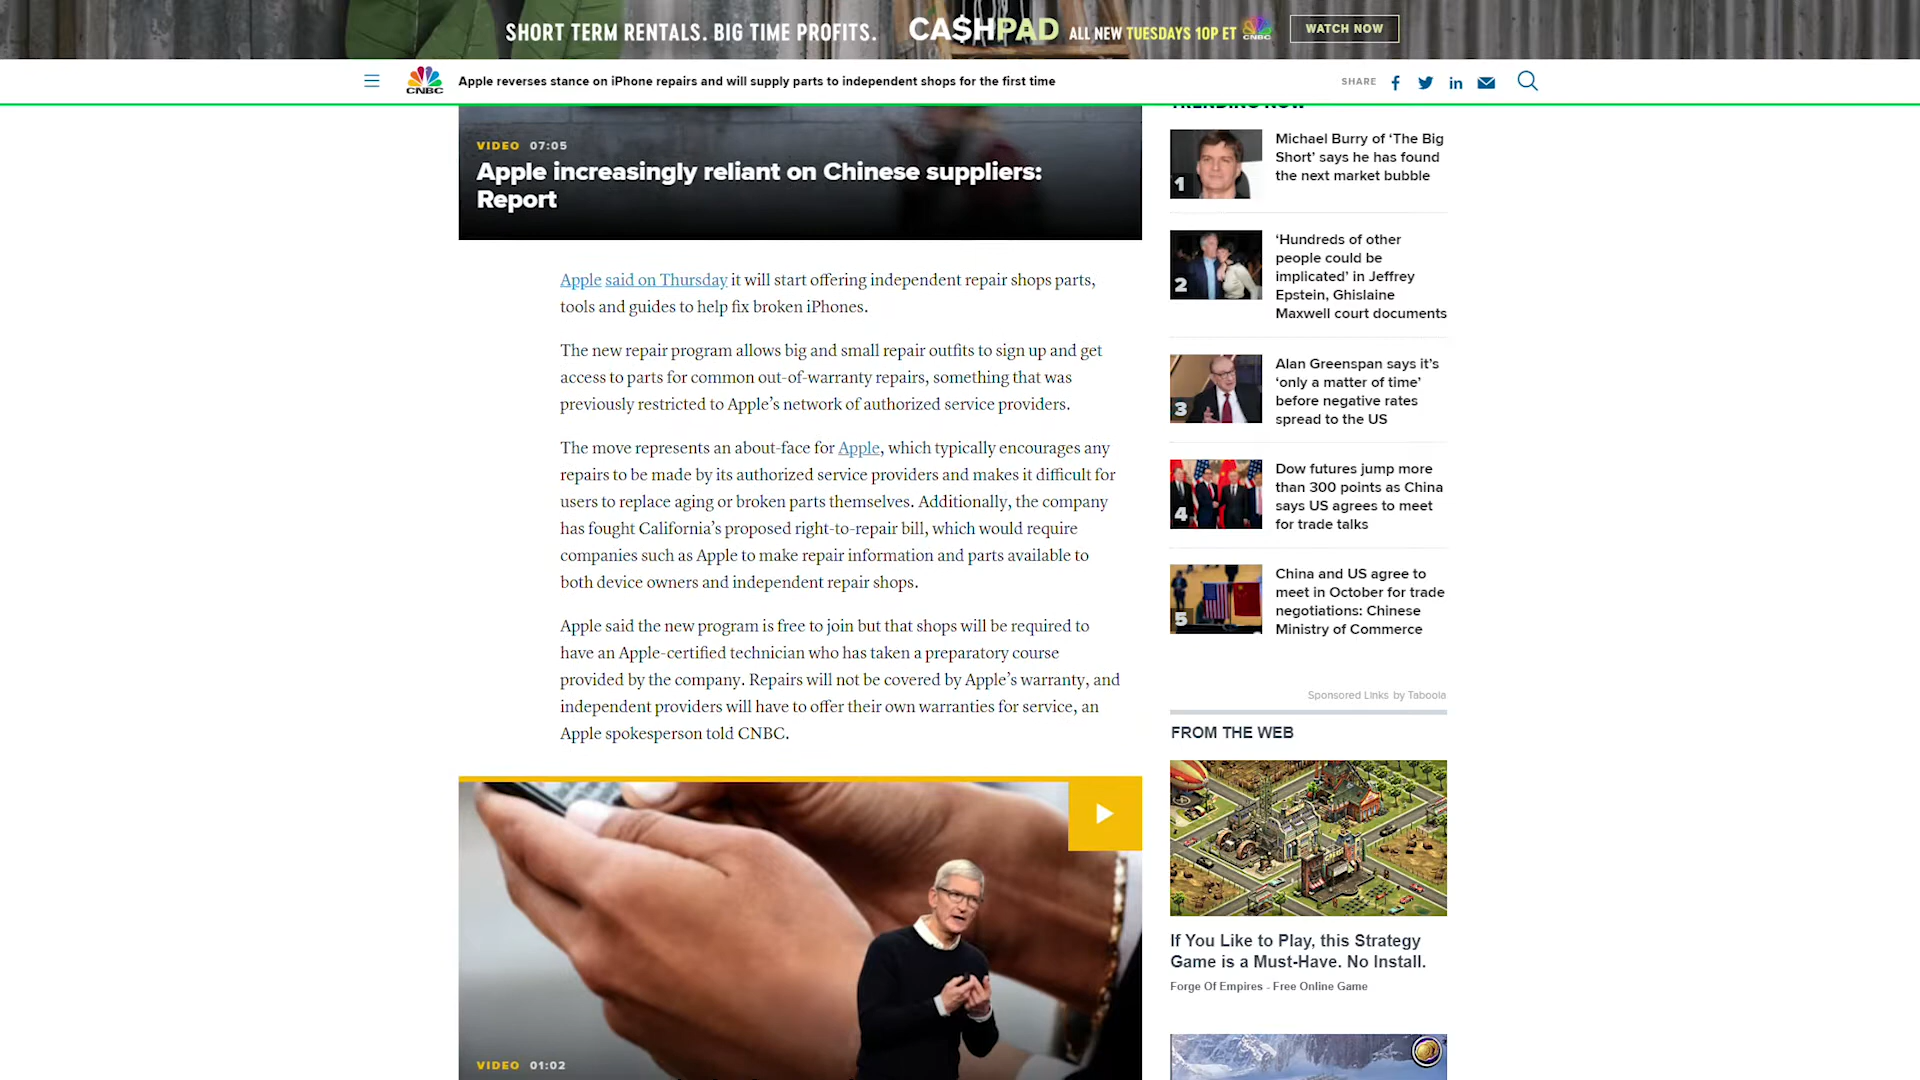 SHORT TERM RENTALS. BIG TIME PROFITS.
CA$HPAD
ALL NEW TUESDAYS 10P ET
CNBC
WATCH NOW
CNBC
Apple reverses stance on iPhone repairs and will supply parts to independent shops for the first time
SHARE
VIDEO 07:05
Apple increasingly reliant on Chinese suppliers:
Report
Apple said on Thursday it will start offering independent repair shops parts,
tools and guides to help fix broken iPhones.
The new repair program allows big and small repair outfits to sign up and get
access to parts for common out-of-warranty repairs, something that was
previously restricted to Apple’s network of authorized service providers.
The move represents an about-face for Apple, which typically encourages any
repairs to be made by its authorized service providers and makes it difficult for
users to replace aging or broken parts themselves. Additionally, the company
has fought California’s proposed right-to-repair bill, which would require
companies such as Apple to make repair information and parts available to
both device owners and independent repair shops.
Apple said the new program is free to join but that shops will be required to
have an Apple-certified technician who has taken a preparatory course
provided by the company. Repairs will not be covered by Apple’s warranty, and
independent providers will have to offer their own warranties for service, an
Apple spokesperson told CNBC.
VIDEO 01:02
TRENDING NOW
1
Michael Burry of ‘The Big
Short’ says he has found
the next market bubble
2
‘Hundreds of other
people could be
implicated’ in Jeffrey
Epstein, Ghislaine
Maxwell court documents
3
Alan Greenspan says it’s
‘only a matter of time’
before negative rates
spread to the US
4
Dow futures jump more
than 300 points as China
says US agrees to meet
for trade talks
5
China and US agree to
meet in October for trade
negotiations: Chinese
Ministry of Commerce
Sponsored Links by Taboola
FROM THE WEB
If You Like to Play, this Strategy
Game is a Must-Have. No Install.
Forge Of Empires - Free Online Game